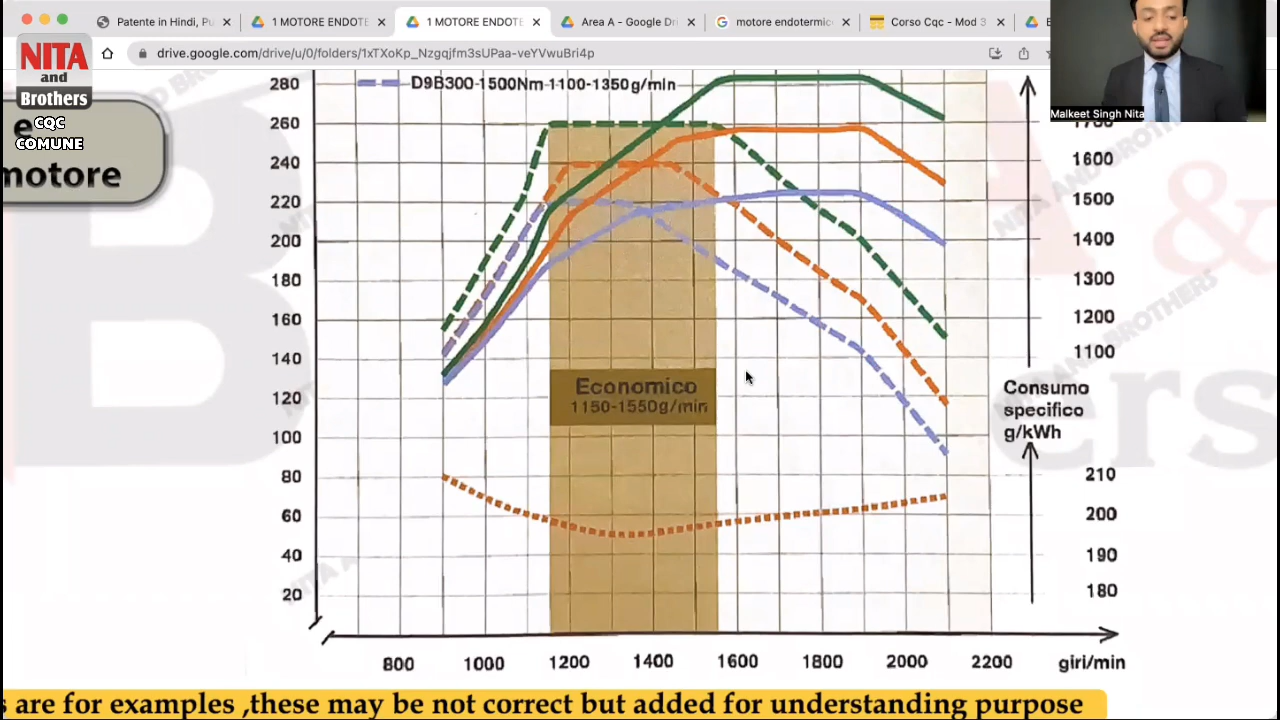 Patente in Hindi, Pu
1 MOTORE ENDOTE
1 MOTORE ENDOTE
Area A - Google Dri
motore endotermic
Corso Cqc - Mod 3
drive.google.com/drive/u/0/folders/1xTXoKp_Nzgqjfm3sUPaa-veYVwuBri4p
NITA
and
Brothers
CQC
COMUNE
e
motore
Malkeet Singh Nita
D9B300 1500Nm 1100-1350g/min
280
260
240
220
200
180
160
140
120
100
80
60
40
20
1700
1600
1500
1400
1300
1200
1100
Consumo
specifico
g/kWh
210
200
190
180
Economico
1150-1550g/min
800 1000 1200 1400 1600 1800 2000 2200 giri/min
s are for examples ,these may be not correct but added for understanding purpose